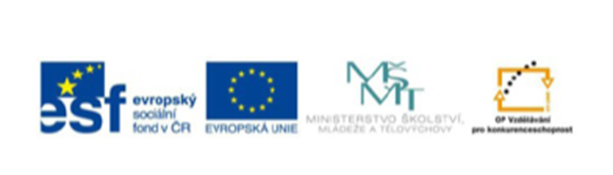 esf evropský
sociální
fond v ČR
EVROPSKÁ UNIE
MŠMT
MINISTERSTVO ŠKOLSTVÍ,
MLÁDEŽE A TĚLOVÝCHOVY
OP Vzdělávání
pro konkurenceschopnost